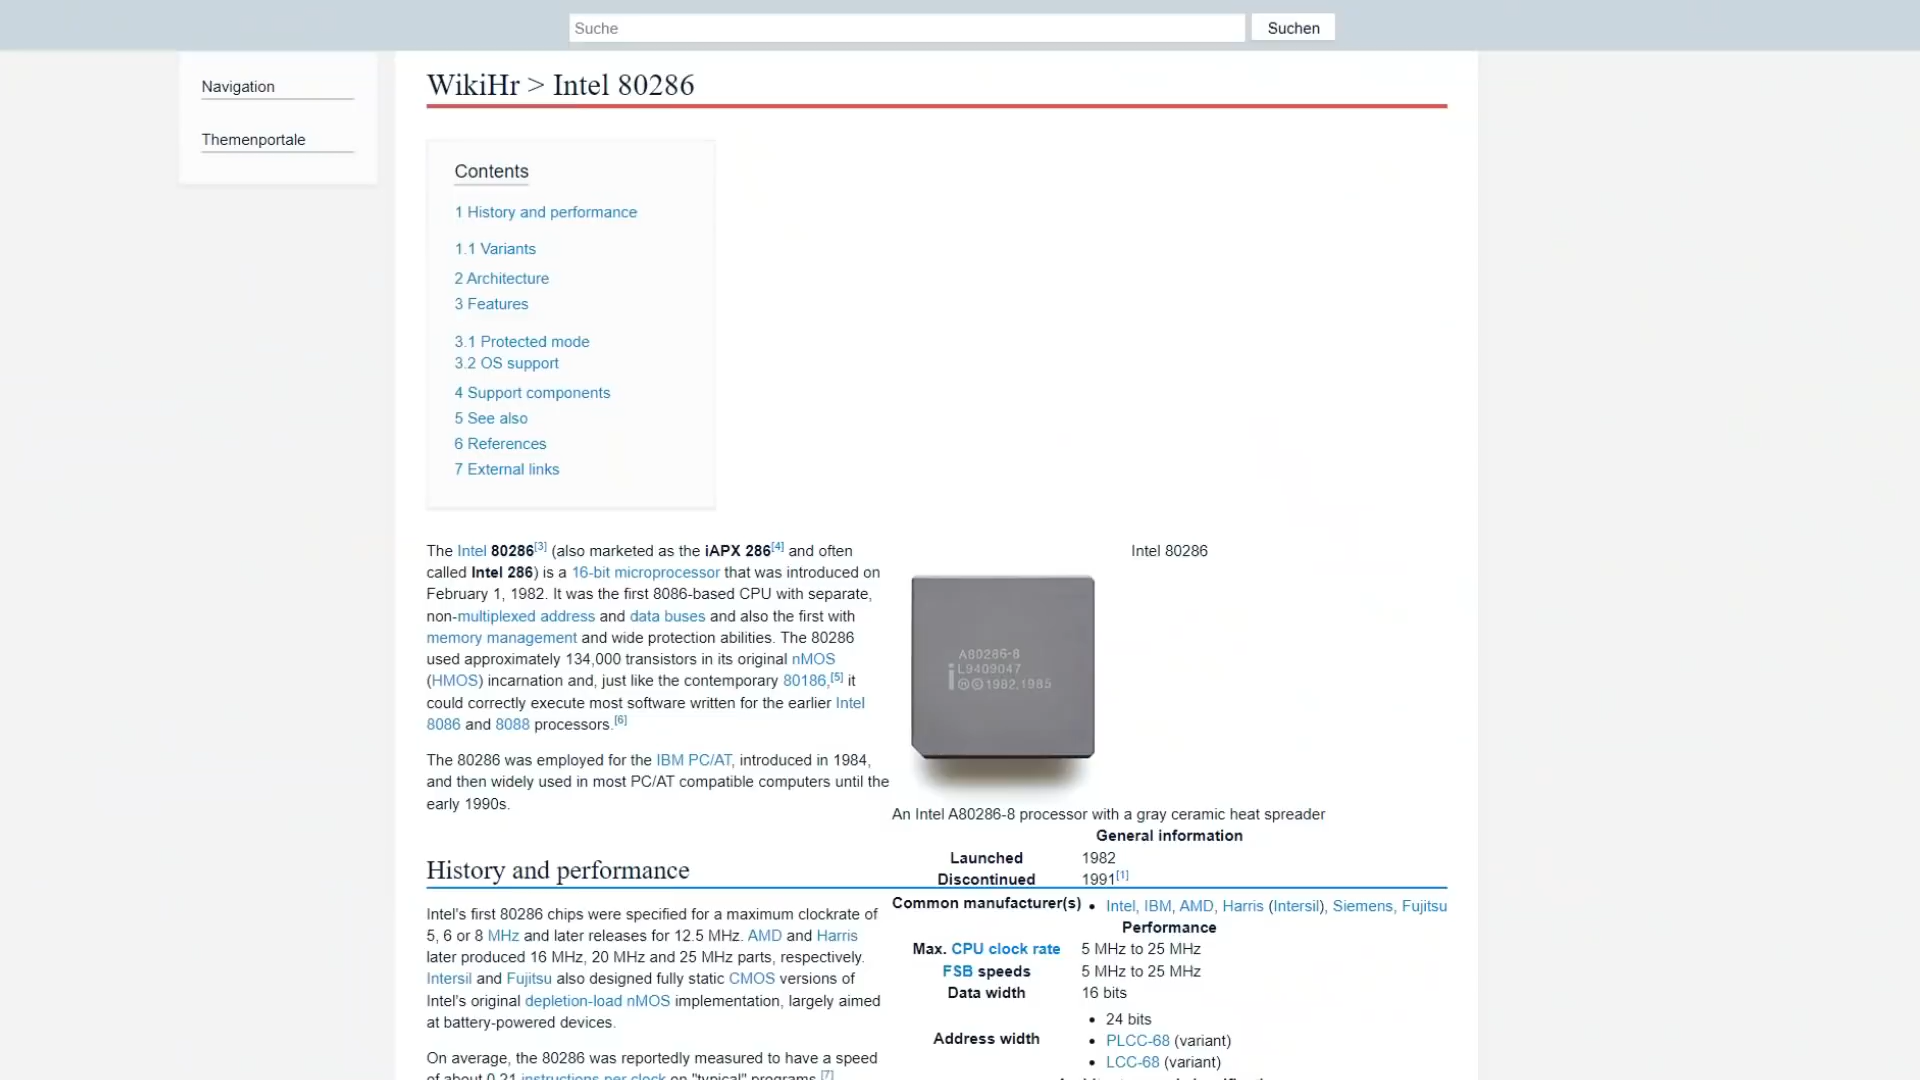 Suche
Suchen
Navigation
Themenportale
WikiHr > Intel 80286
Contents
1 History and performance
1.1 Variants
2 Architecture
3 Features
3.1 Protected mode
3.2 OS support
4 Support components
5 See also
6 References
7 External links
The Intel 80286[3] (also marketed as the iAPX 286[4] and often
called Intel 286) is a 16-bit microprocessor that was introduced on
February 1, 1982. It was the first 8086-based CPU with separate,
non-multiplexed address and data buses and also the first with
memory management and wide protection abilities. The 80286
used approximately 134,000 transistors in its original nMOS
(HMOS) incarnation and, just like the contemporary 80186,[5] it
could correctly execute most software written for the earlier Intel
8086 and 8088 processors.[6]
The 80286 was employed for the IBM PC/AT, introduced in 1984,
and then widely used in most PC/AT compatible computers until the
early 1990s.
Intel 80286
A80286-8
L9409047
i ⓜⓒ1982,1985
An Intel A80286-8 processor with a gray ceramic heat spreader
General information
Launched 1982
Discontinued 1991[1]
Common manufacturer(s) • Intel, IBM, AMD, Harris (Intersil), Siemens, Fujitsu
Performance
Max. CPU clock rate 5 MHz to 25 MHz
FSB speeds 5 MHz to 25 MHz
Data width 16 bits
Address width • 24 bits
• PLCC-68 (variant)
• LCC-68 (variant)
History and performance
Intel's first 80286 chips were specified for a maximum clockrate of
5, 6 or 8 MHz and later releases for 12.5 MHz. AMD and Harris
later produced 16 MHz, 20 MHz and 25 MHz parts, respectively.
Intersil and Fujitsu also designed fully static CMOS versions of
Intel's original depletion-load nMOS implementation, largely aimed
at battery-powered devices.
On average, the 80286 was reportedly measured to have a speed
of about 0.21 instructions per clock on "typical" programs.[7]